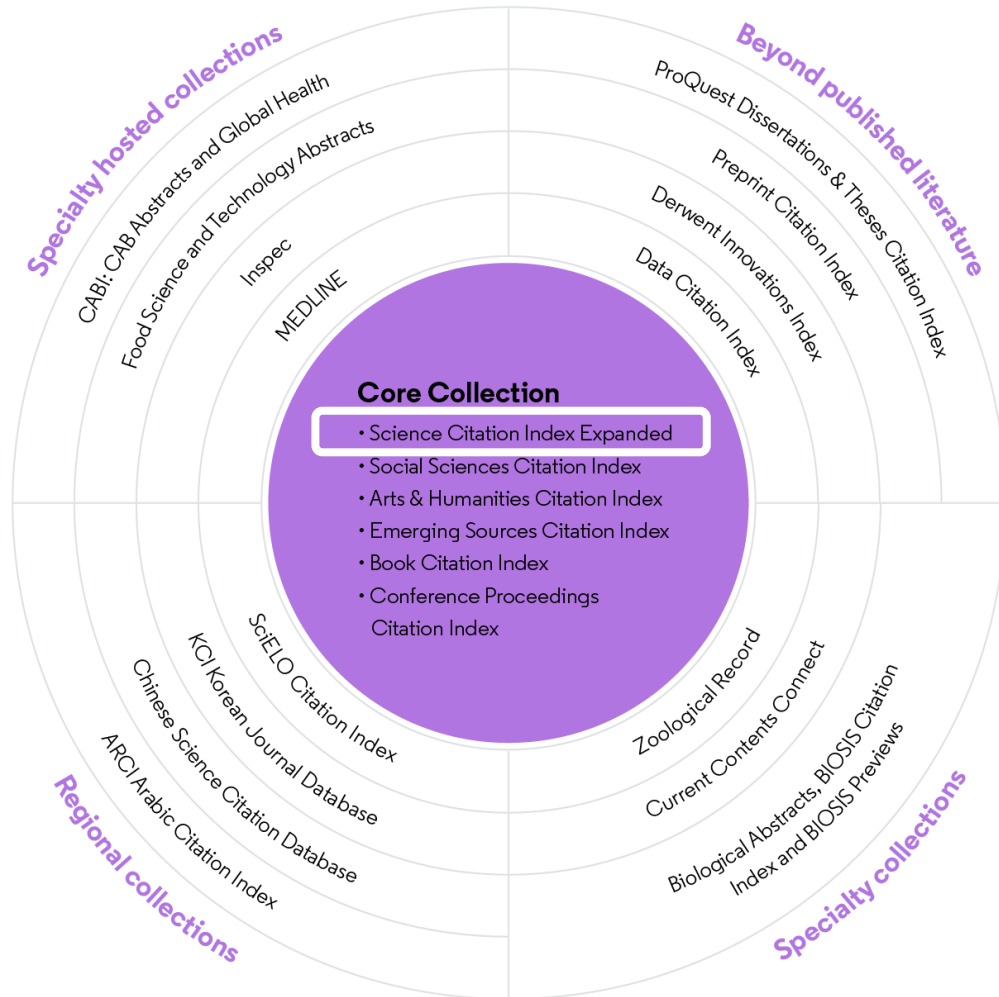 Specialty hosted collections
CABI: CAB Abstracts and Global Health
Food Science and Technology Abstracts
Inspec
MEDLINE
Beyond published literature
ProQuest Dissertations & Theses Citation Index
Preprint Citation Index
Derwent Innovations Index
Data Citation Index
Core Collection
• Science Citation Index Expanded
• Social Sciences Citation Index
• Arts & Humanities Citation Index
• Emerging Sources Citation Index
• Book Citation Index
• Conference Proceedings
Citation Index
SciELO Citation Index
KCI Korean Journal Database
Chinese Science Citation Database
ARCI Arabic Citation Index
Regional collections
Zoological Record
Current Contents Connect
Biological Abstracts, BIOSIS Citation
Index and BIOSIS Previews
Specialty collections